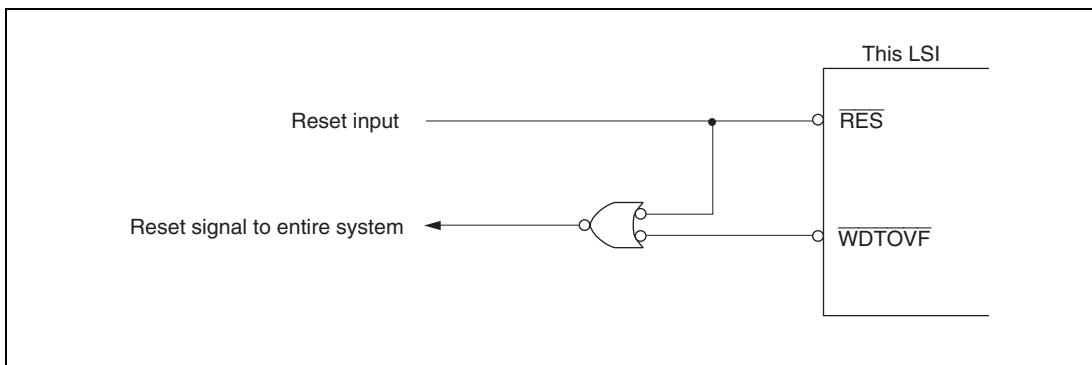 This LSI
Reset input
RES
Reset signal to entire system
WDTOVF